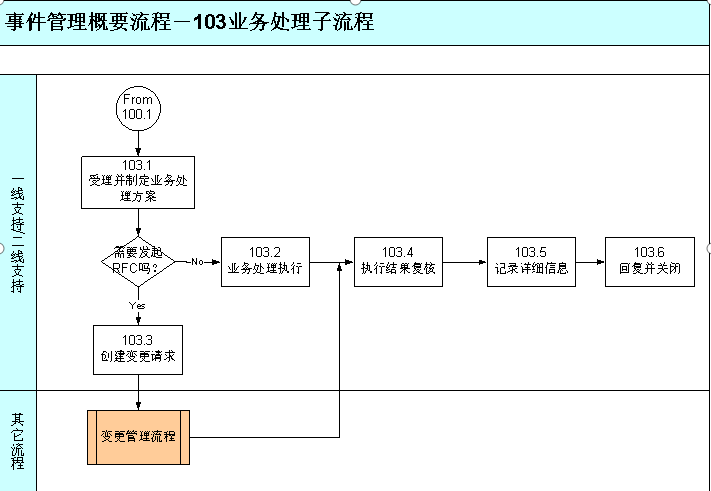 事件管理概要流程－103业务处理子流程
一线支持/二线支持
From
100.1
103.1
受理并制定业务处
理方案
需要发起
RFC吗？
No
103.2
业务处理执行
103.4
执行结果复核
103.5
记录详细信息
103.6
回复并关闭
Yes
103.3
创建变更请求
其它流程
变更管理流程